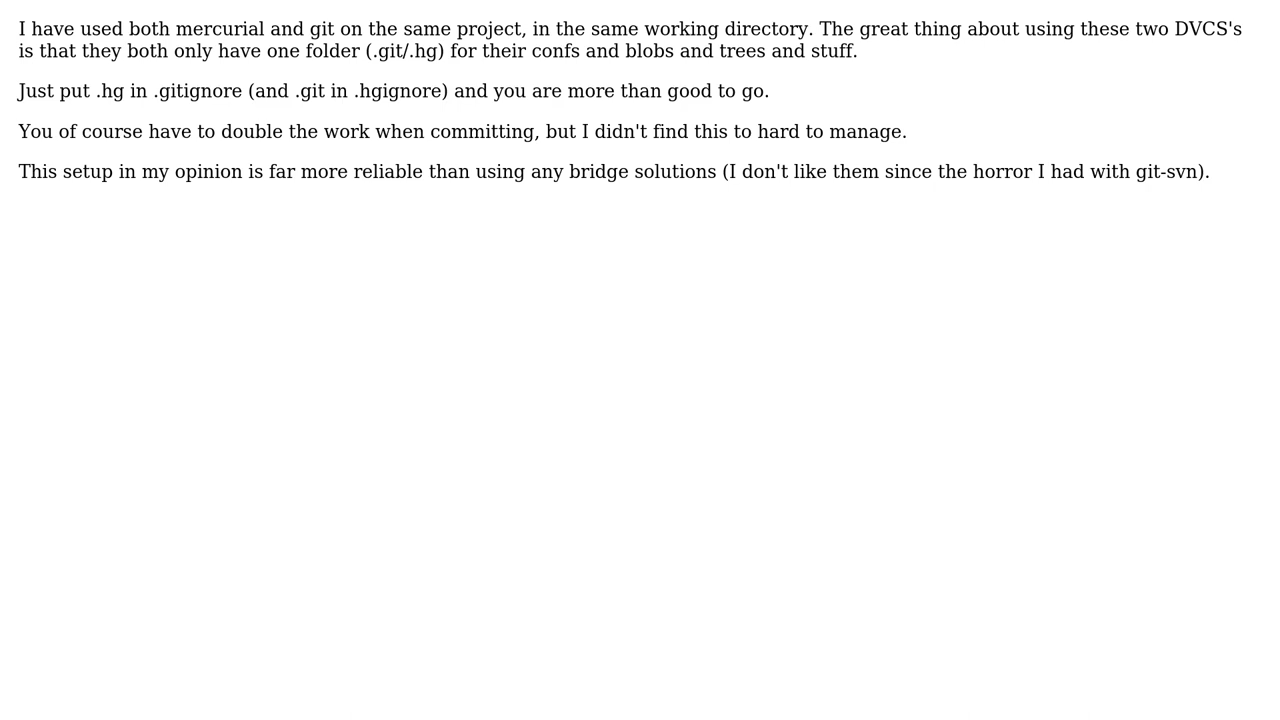 I have used both mercurial and git on the same project, in the same working directory. The great thing about using these two DVCS's
is that they both only have one folder (.git/.hg) for their confs and blobs and trees and stuff.
Just put .hg in .gitignore (and .git in .hgignore) and you are more than good to go.
You of course have to double the work when committing, but I didn't find this to hard to manage.
This setup in my opinion is far more reliable than using any bridge solutions (I don't like them since the horror I had with git-svn).